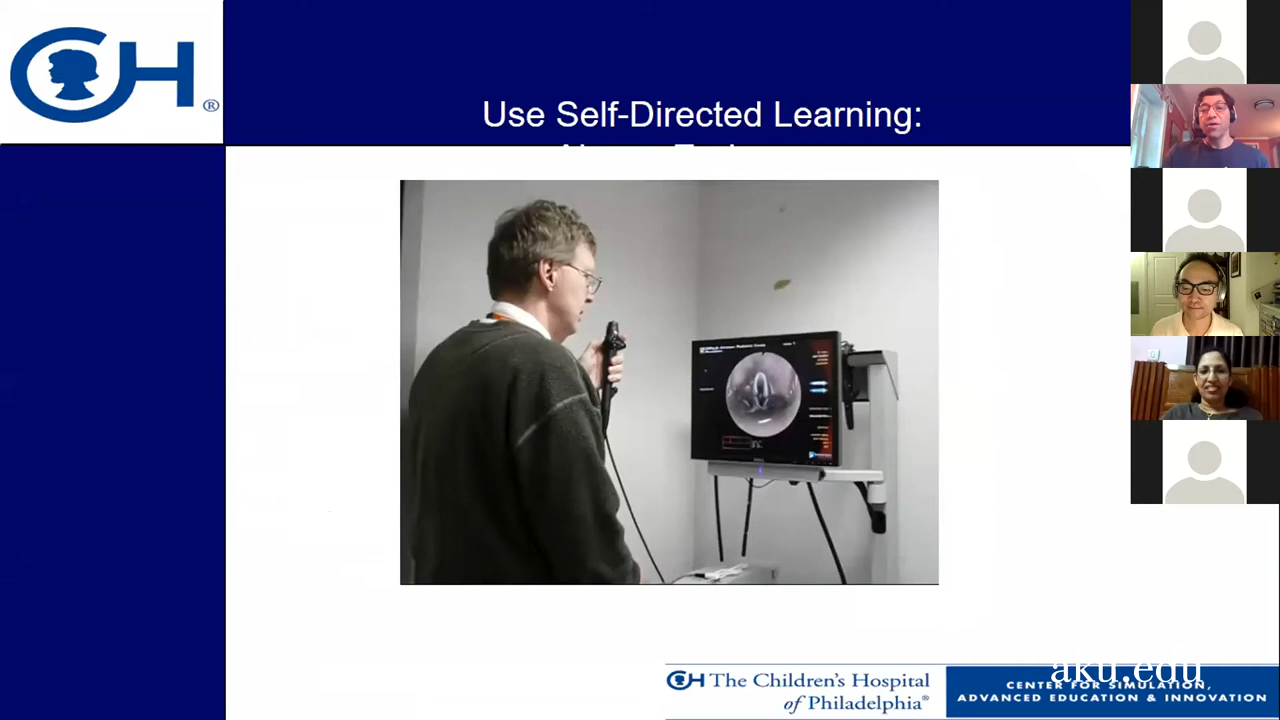 CH®
Use Self-Directed Learning:
CH The Children's Hospital
of Philadelphia®
CENTER FOR SIMULATION,
ADVANCED EDUCATION & INNOVATION
aku.edu